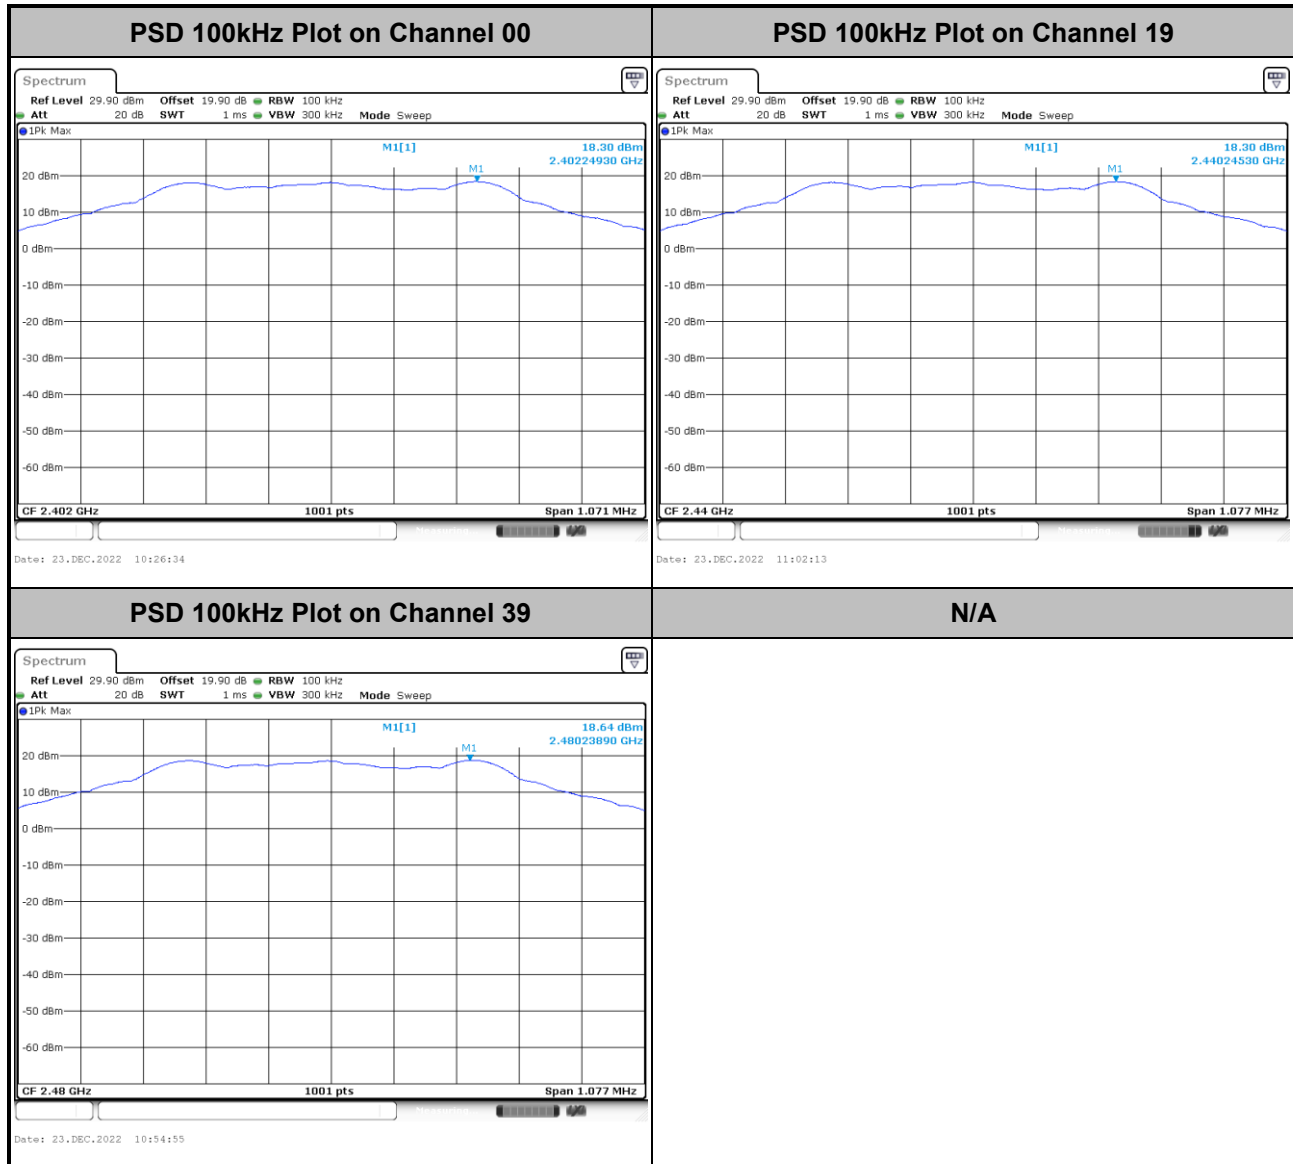 PSD 100kHz Plot on Channel 00
Spectrum
Ref Level 29.90 dBm Offset 19.90 dB RBW 100 kHz
Att 20 dB SWT 1 ms VBW 300 kHz Mode Sweep
1Pk Max
M1[1] 18.30 dBm
2.40224930 GHz
M1
20 dBm
10 dBm
0 dBm
-10 dBm
-20 dBm
-30 dBm
-40 dBm
-50 dBm
-60 dBm
CF 2.402 GHz 1001 pts Span 1.071 MHz
Measuring
Date: 23.DEC.2022 10:26:34
PSD 100kHz Plot on Channel 19
Spectrum
Ref Level 29.90 dBm Offset 19.90 dB RBW 100 kHz
Att 20 dB SWT 1 ms VBW 300 kHz Mode Sweep
1Pk Max
M1[1] 18.30 dBm
2.44024530 GHz
M1
20 dBm
10 dBm
0 dBm
-10 dBm
-20 dBm
-30 dBm
-40 dBm
-50 dBm
-60 dBm
CF 2.44 GHz 1001 pts Span 1.077 MHz
Measuring
Date: 23.DEC.2022 11:02:13
PSD 100kHz Plot on Channel 39
Spectrum
Ref Level 29.90 dBm Offset 19.90 dB RBW 100 kHz
Att 20 dB SWT 1 ms VBW 300 kHz Mode Sweep
1Pk Max
M1[1] 18.64 dBm
2.48023890 GHz
M1
20 dBm
10 dBm
0 dBm
-10 dBm
-20 dBm
-30 dBm
-40 dBm
-50 dBm
-60 dBm
CF 2.48 GHz 1001 pts Span 1.077 MHz
Measuring
Date: 23.DEC.2022 10:54:55
N/A